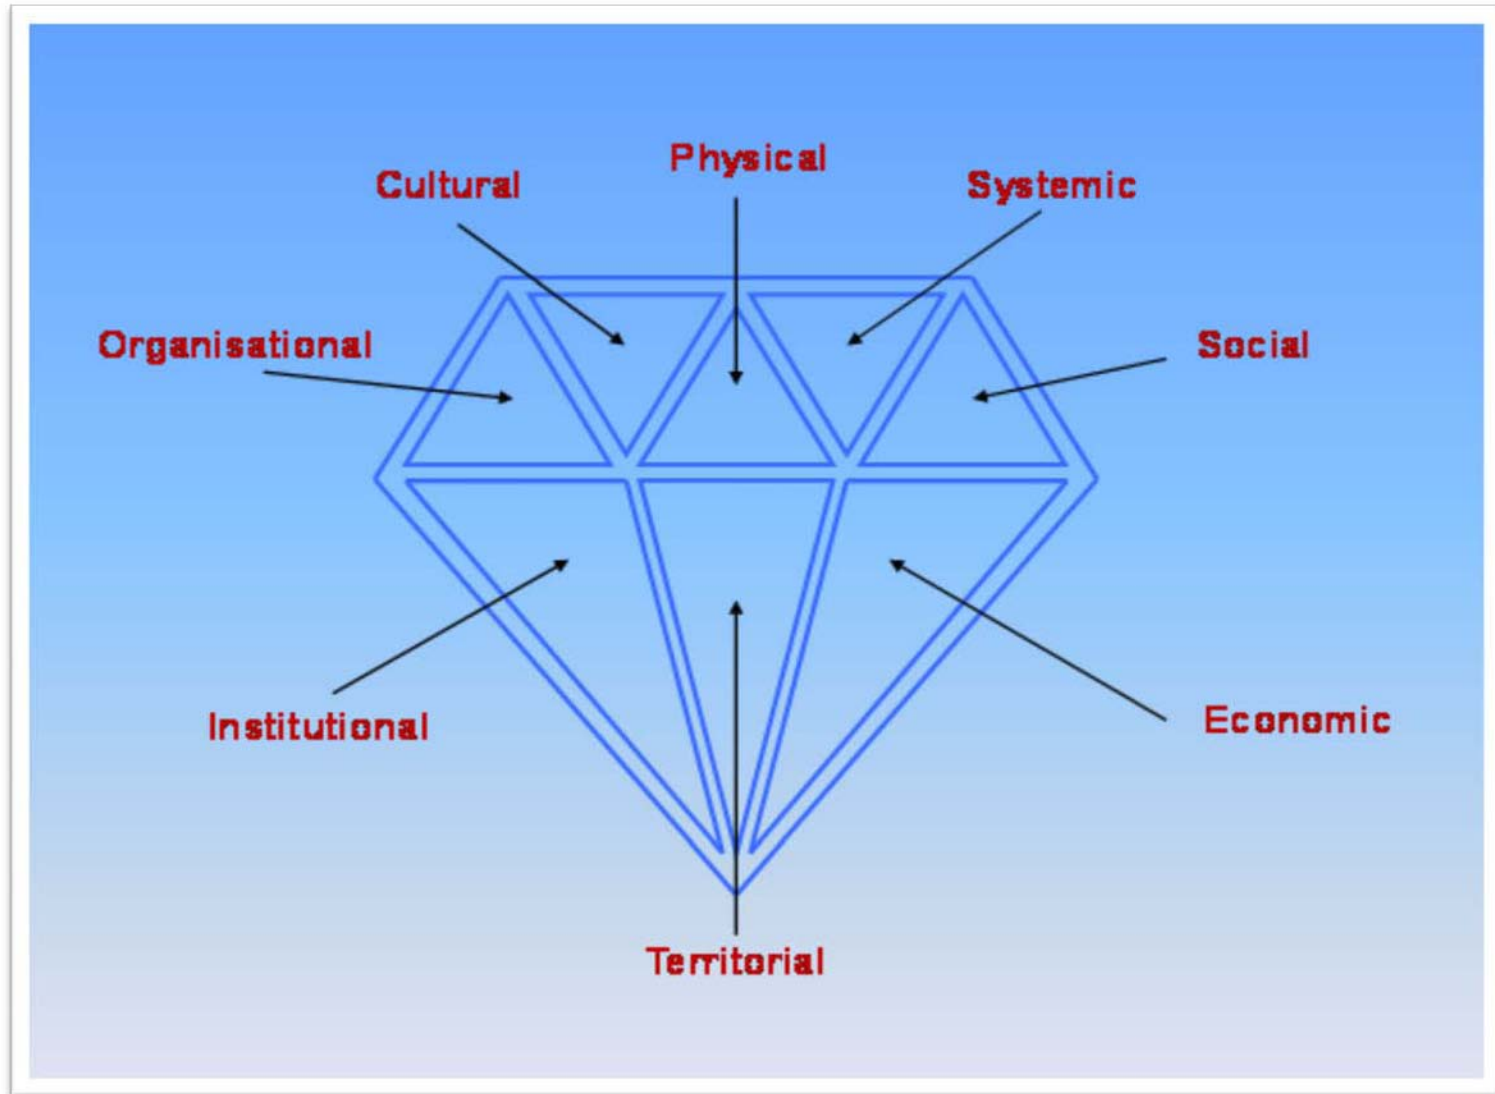 Physical
Cultural
Systemic
Organisational
Social
Institutional
Economic
Territorial